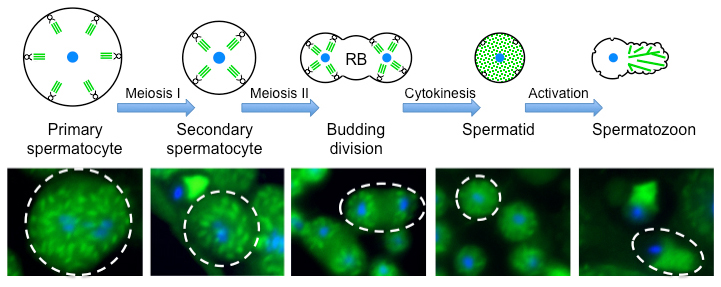 RB
Meiosis I
Meiosis II
Cytokinesis
Activation
Primary
spermatocyte
Secondary
spermatocyte
Budding
division
Spermatid
Spermatozoon